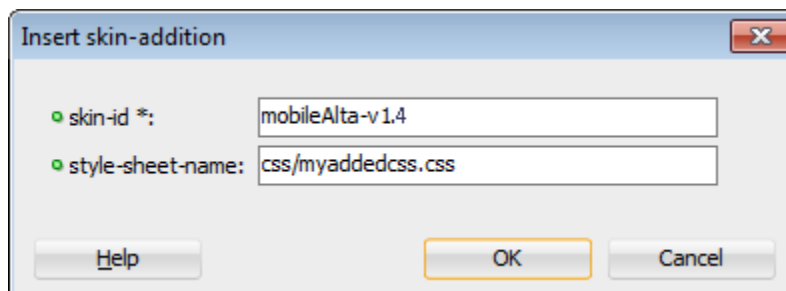 Insert skin-addition
skin-id *: mobileAlta-v1.4
style-sheet-name: css/myaddedcss.css
Help OK Cancel